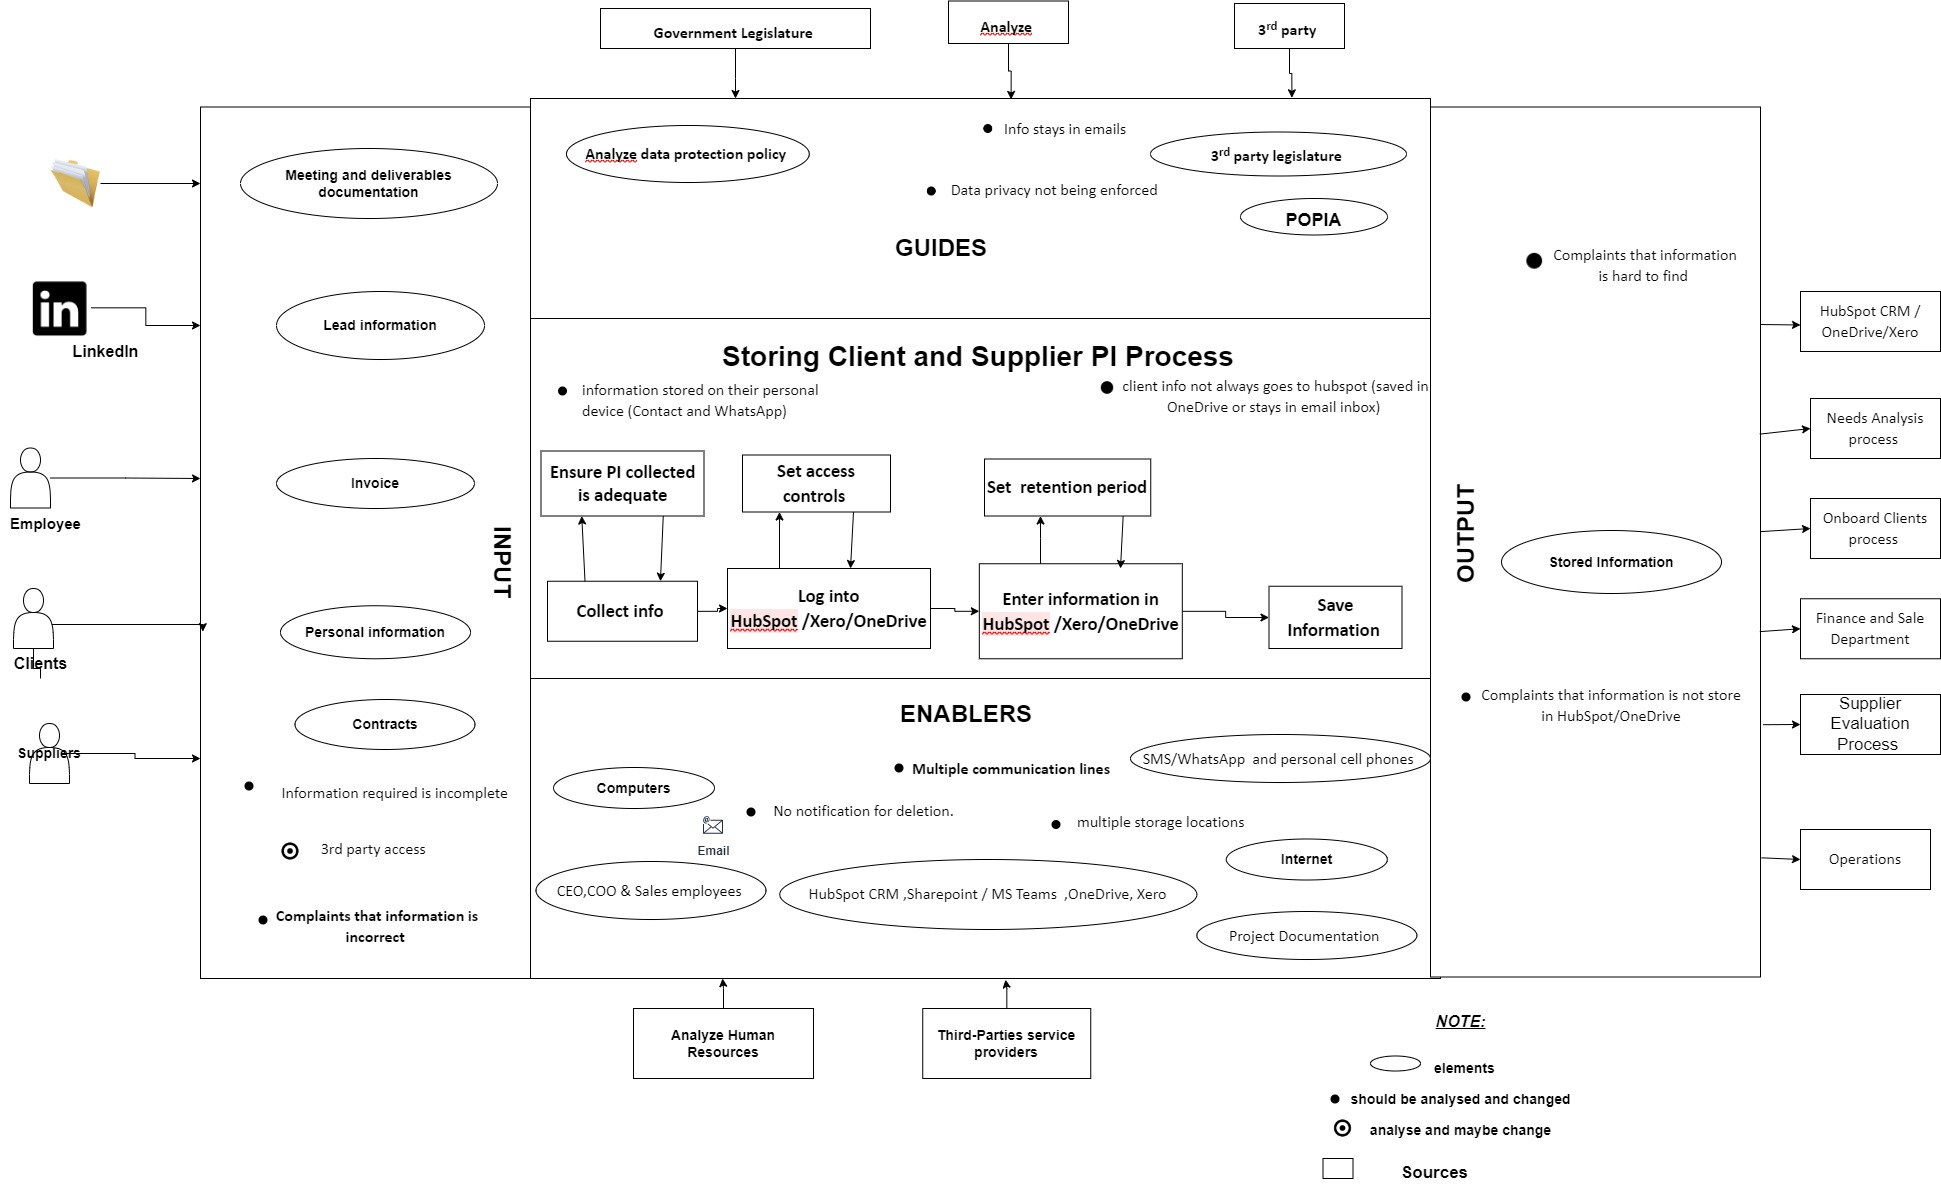 Government Legislature
Analyze
3rd party
Analyze data protection policy
Info stays in emails
3rd party legislature
Data privacy not being enforced
POPIA
GUIDES
Meeting and deliverables
documentation
in
LinkedIn
Lead information
Employee
Invoice
INPUT
Clients
Personal information
Suppliers
Contracts
Information required is incomplete
3rd party access
Complaints that information is
incorrect
Storing Client and Supplier PI Process
information stored on their personal
device (Contact and WhatsApp)
client info not always goes to hubspot (saved in
OneDrive or stays in email inbox)
Ensure PI collected
is adequate
Set access
controls
Set retention period
Collect info
Log into
HubSpot /Xero/OneDrive
Enter information in
HubSpot /Xero/OneDrive
Save
Information
ENABLERS
Multiple communication lines
SMS/WhatsApp and personal cell phones
Computers
No notification for deletion.
multiple storage locations
@
Email
Internet
CEO,COO & Sales employees
HubSpot CRM ,Sharepoint / MS Teams ,OneDrive, Xero
Project Documentation
Analyze Human
Resources
Third-Parties service
providers
Complaints that information
is hard to find
OUTPUT
Stored Information
Complaints that information is not store
in HubSpot/OneDrive
HubSpot CRM /
OneDrive/Xero
Needs Analysis
process
Onboard Clients
process
Finance and Sale
Department
Supplier
Evaluation
Process
Operations
NOTE:
elements
should be analysed and changed
analyse and maybe change
Sources